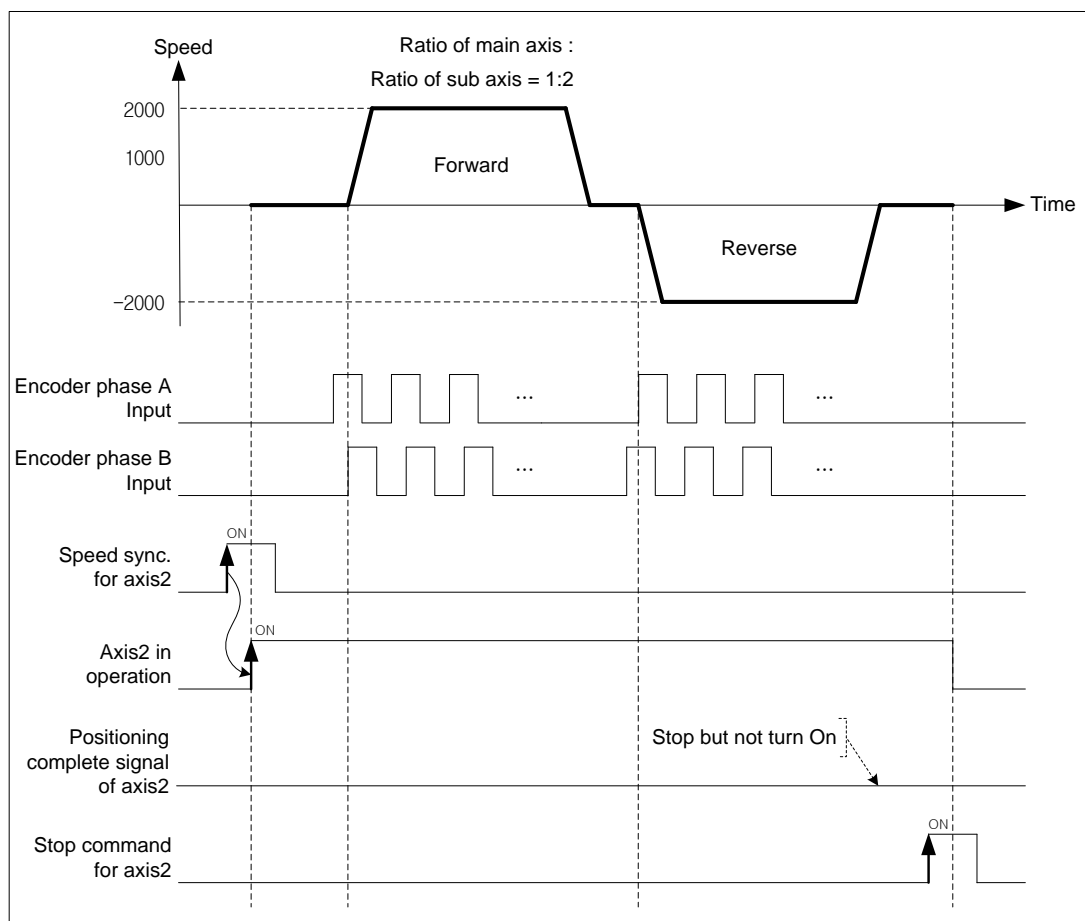 Speed
Ratio of main axis :
Ratio of sub axis = 1:2
2000
1000
Forward
Time
Reverse
−2000
Encoder phase A
Input
...
...
Encoder phase B
Input
...
...
ON
Speed sync.
for axis2
ON
Axis2 in
operation
Positioning
complete signal
of axis2
Stop but not turn On
ON
Stop command
for axis2